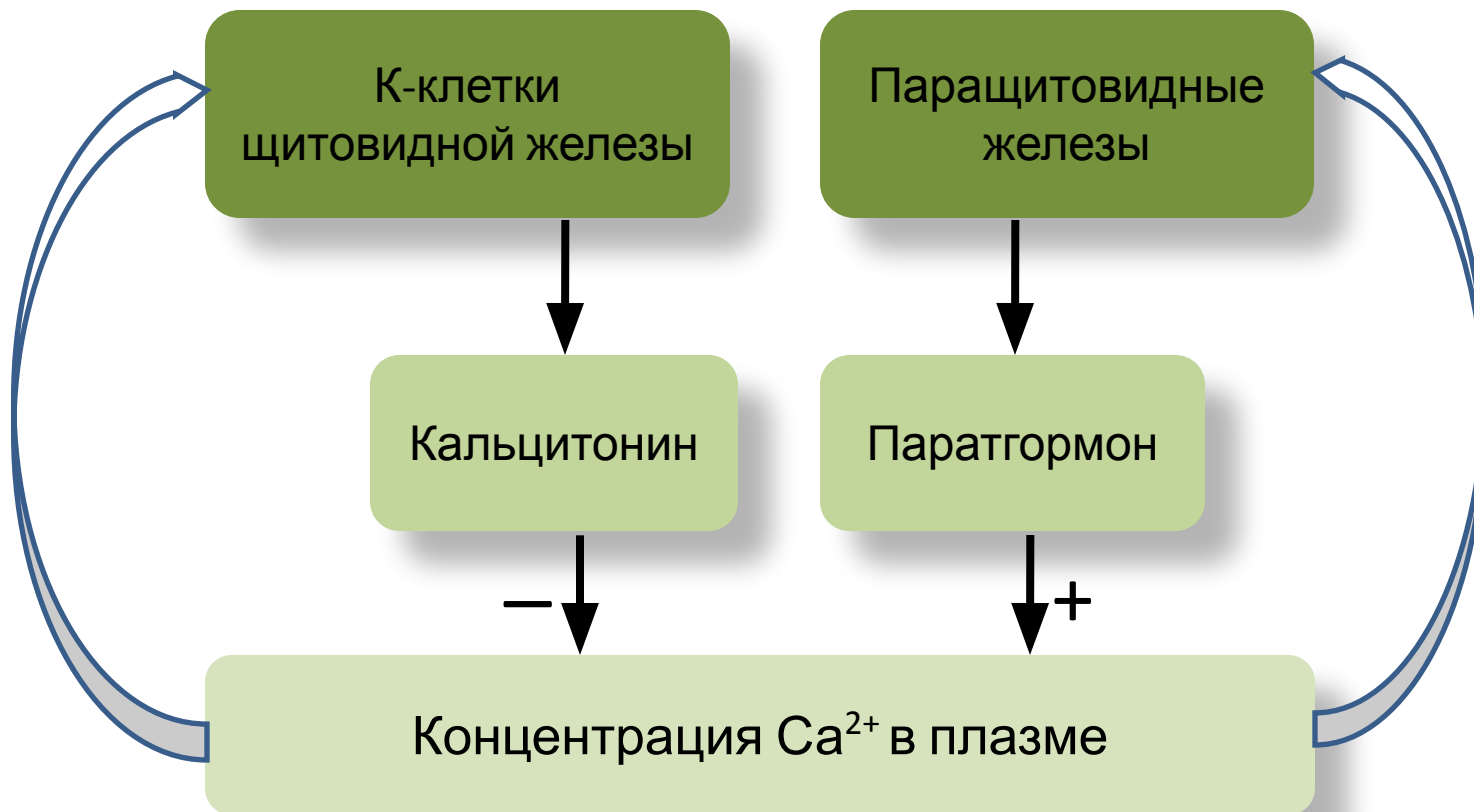 К-клетки
щитовидной железы
Паращитовидные
железы
Кальцитонин
Паратгормон
–
+
Концентрация Ca²⁺ в плазме